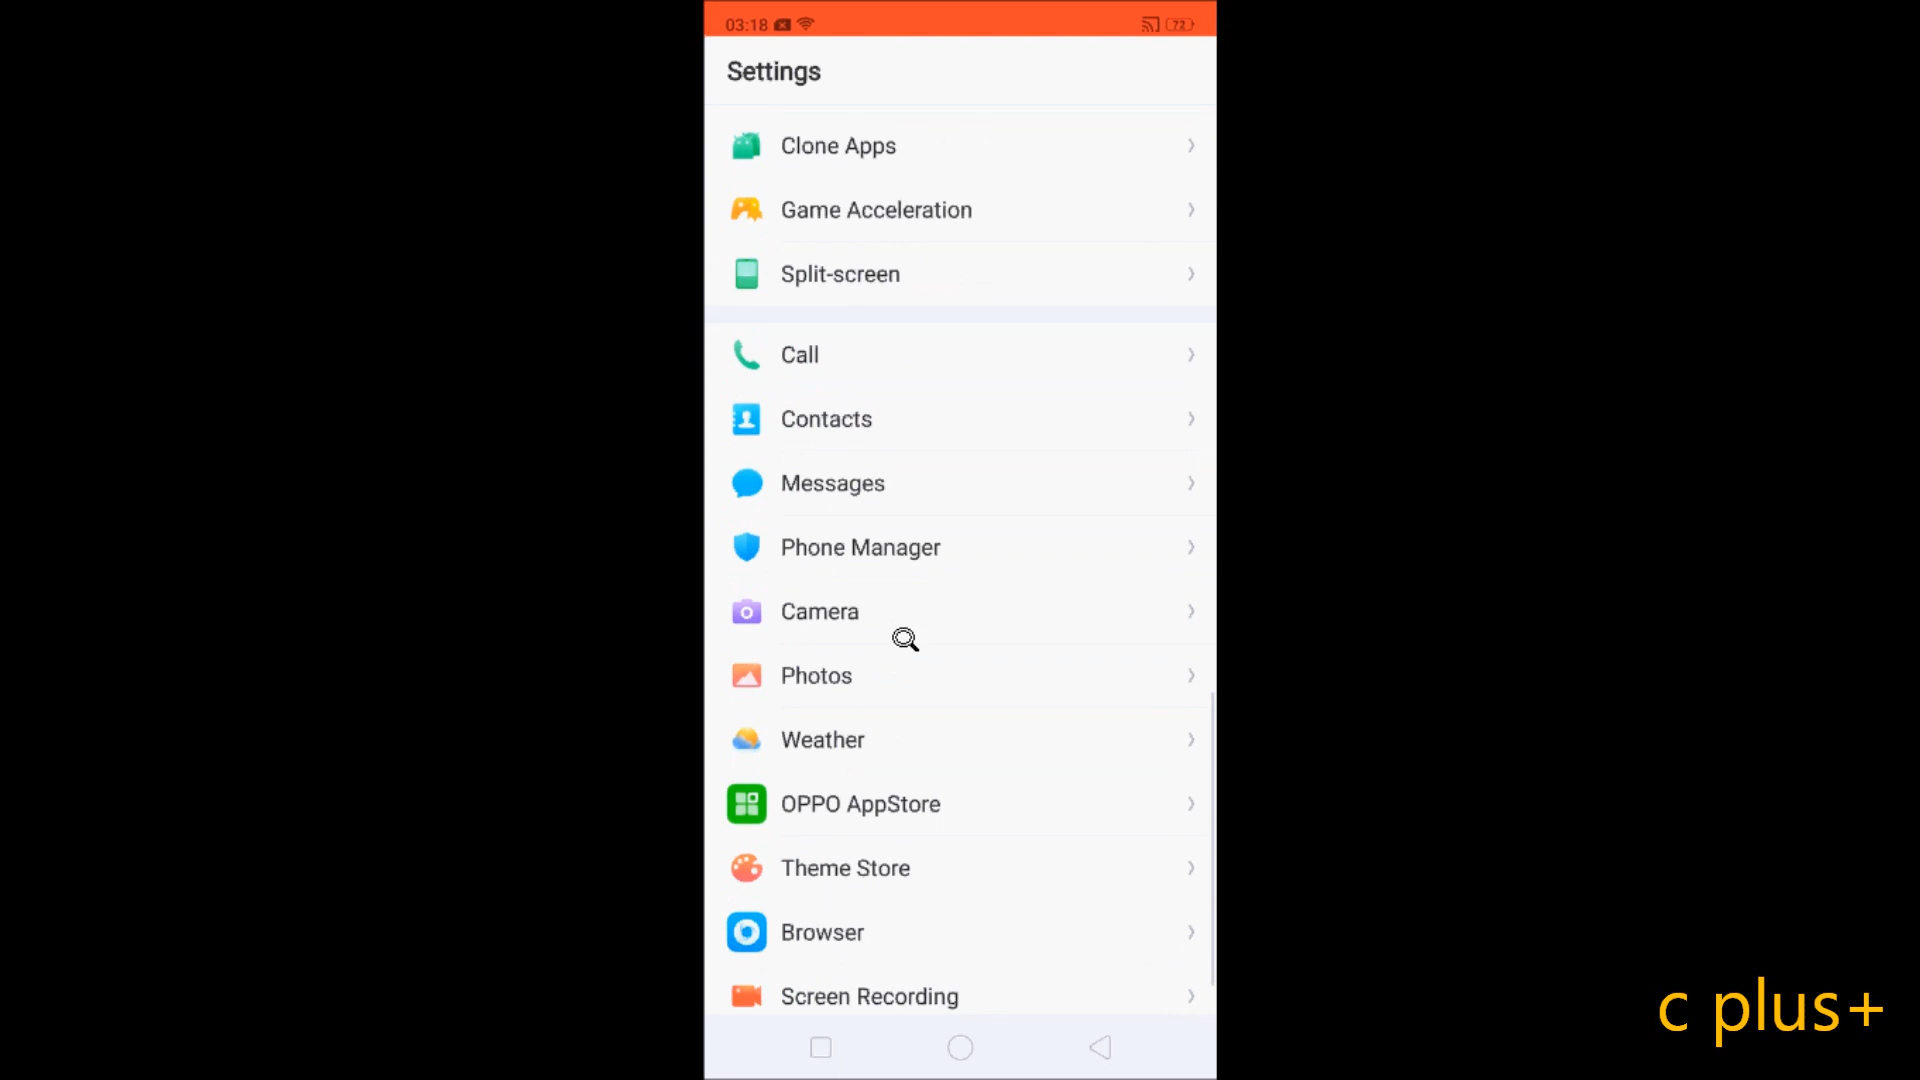 03:18
72
Settings
Clone Apps
Game Acceleration
Split-screen
Call
Contacts
Messages
Phone Manager
Camera
Photos
Weather
OPPO AppStore
Theme Store
Browser
Screen Recording
c plus+